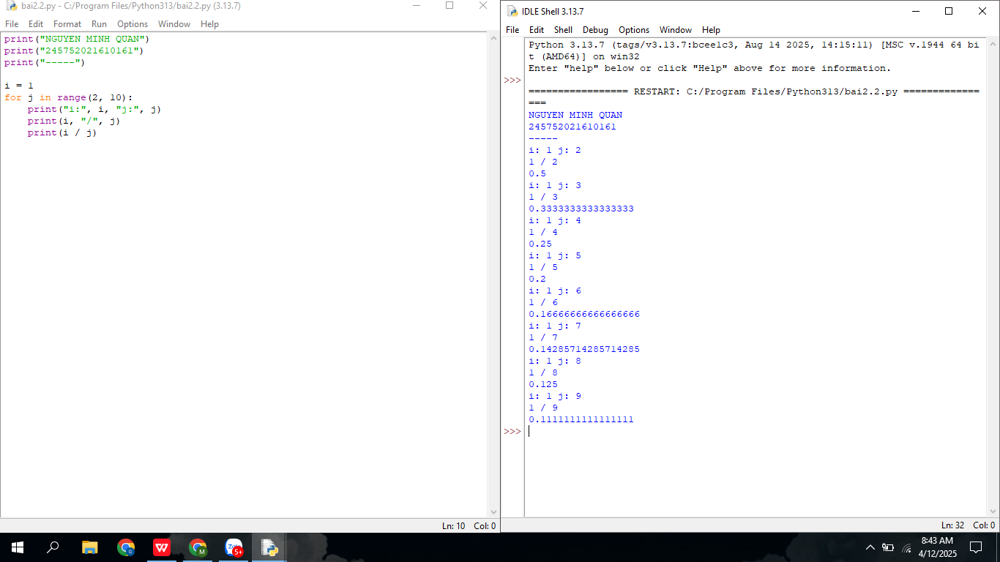 bai2.2.py - C:/Program Files/Python313/bai2.2.py (3.13.7)
File Edit Format Run Options Window Help
print("NGUYEN MINH QUAN")
print("245752021610161")
print("-----")
i = 1
for j in range(2, 10):
    print("i:", i, "j:", j)
    print(i, "/", j)
    print(i / j)
Ln: 10 Col: 0
IDLE Shell 3.13.7
File Edit Shell Debug Options Window Help
Python 3.13.7 (tags/v3.13.7:bcee1c3, Aug 14 2025, 14:15:11) [MSC v.1944 64 bi
t (AMD64)] on win32
Enter "help" below or click "Help" above for more information.
>>>
================= RESTART: C:/Program Files/Python313/bai2.2.py =============
===
NGUYEN MINH QUAN
245752021610161
-----
i: 1 j: 2
1 / 2
0.5
i: 1 j: 3
1 / 3
0.3333333333333333
i: 1 j: 4
1 / 4
0.25
i: 1 j: 5
1 / 5
0.2
i: 1 j: 6
1 / 6
0.16666666666666666
i: 1 j: 7
1 / 7
0.14285714285714285
i: 1 j: 8
1 / 8
0.125
i: 1 j: 9
1 / 9
0.1111111111111111
>>>
Ln: 32 Col: 0
W
M
5+
8:43 AM
4/12/2025